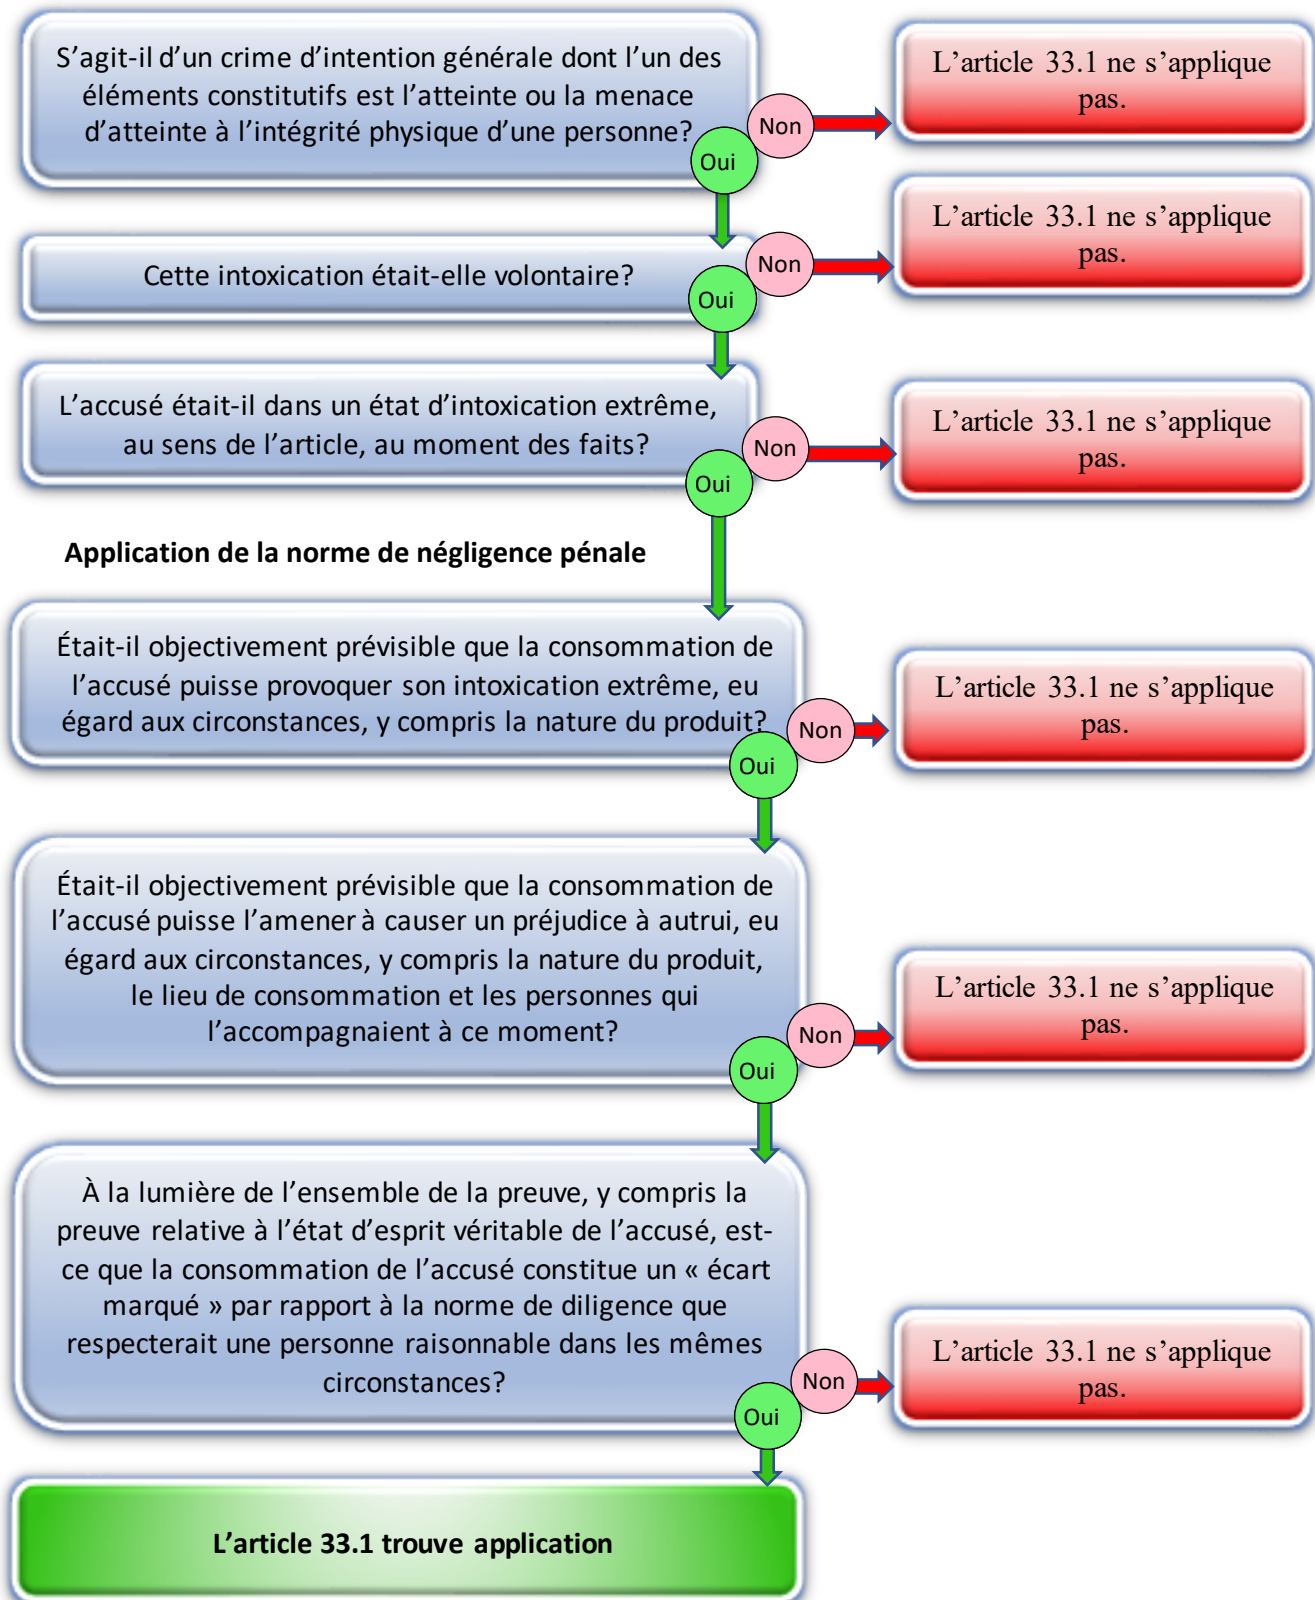 S’agit-il d’un crime d’intention générale dont l’un des
éléments constitutifs est l’atteinte ou la menace
d’atteinte à l’intégrité physique d’une personne?
Non
Oui
L’article 33.1 ne s’applique
pas.
Cette intoxication était-elle volontaire?
Non
Oui
L’article 33.1 ne s’applique
pas.
L’accusé était-il dans un état d’intoxication extrême,
au sens de l’article, au moment des faits?
Non
Oui
L’article 33.1 ne s’applique
pas.
Application de la norme de négligence pénale
Était-il objectivement prévisible que la consommation de
l’accusé puisse provoquer son intoxication extrême, eu
égard aux circonstances, y compris la nature du produit?
Non
Oui
L’article 33.1 ne s’applique
pas.
Était-il objectivement prévisible que la consommation de
l’accusé puisse l’amener à causer un préjudice à autrui, eu
égard aux circonstances, y compris la nature du produit,
le lieu de consommation et les personnes qui
l’accompagnaient à ce moment?
Non
Oui
L’article 33.1 ne s’applique
pas.
À la lumière de l’ensemble de la preuve, y compris la
preuve relative à l’état d’esprit véritable de l’accusé, est-
ce que la consommation de l’accusé constitue un « écart
marqué » par rapport à la norme de diligence que
respecterait une personne raisonnable dans les mêmes
circonstances?
Non
Oui
L’article 33.1 ne s’applique
pas.
L’article 33.1 trouve application